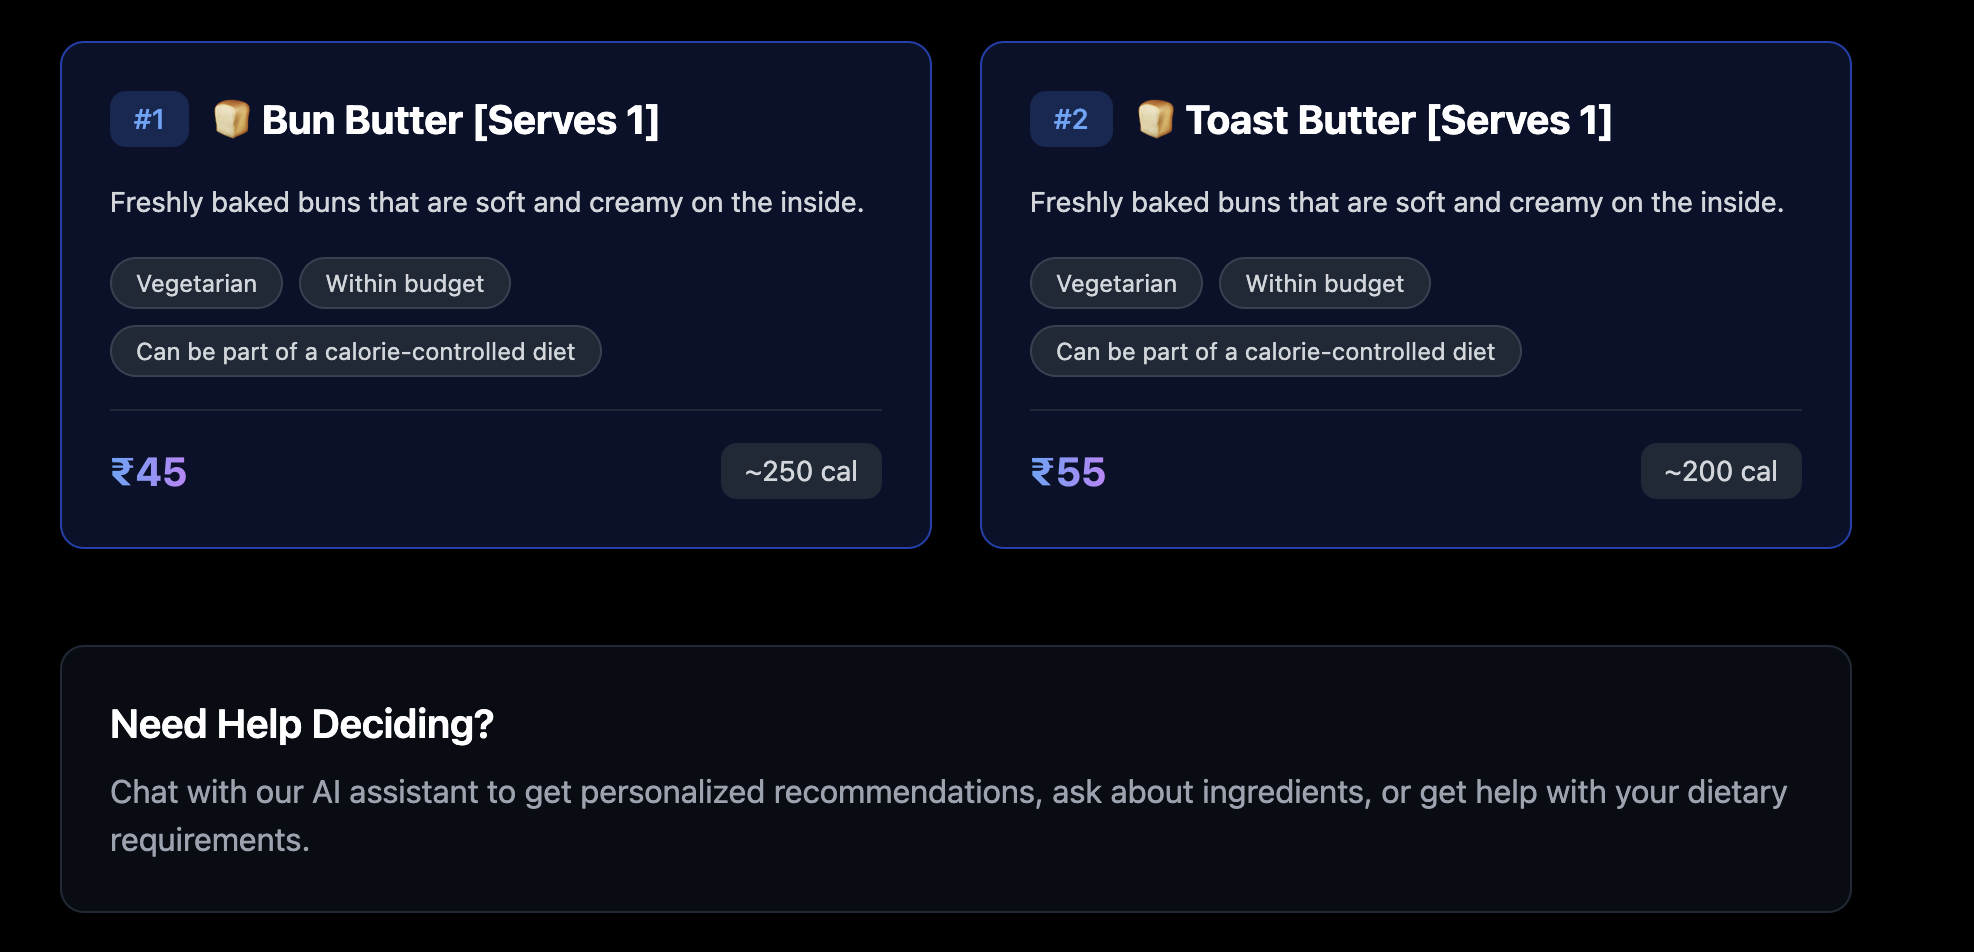 #1 🍞 Bun Butter [Serves 1]
Freshly baked buns that are soft and creamy on the inside.
Vegetarian Within budget
Can be part of a calorie-controlled diet
₹45 ~250 cal
#2 🍞 Toast Butter [Serves 1]
Freshly baked buns that are soft and creamy on the inside.
Vegetarian Within budget
Can be part of a calorie-controlled diet
₹55 ~200 cal
Need Help Deciding?
Chat with our AI assistant to get personalized recommendations, ask about ingredients, or get help with your dietary
requirements.